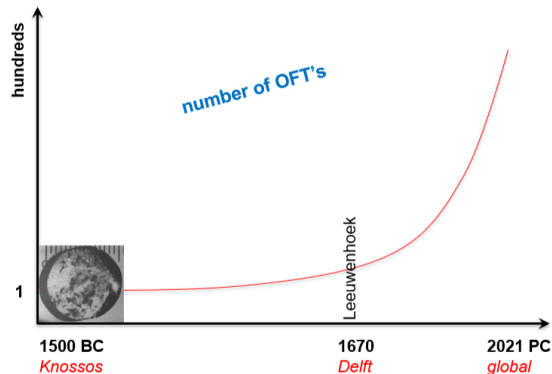 hundreds
number of OFT's
Leeuwenhoek
1
1500 BC
Knossos
1670
Delft
2021 PC
global